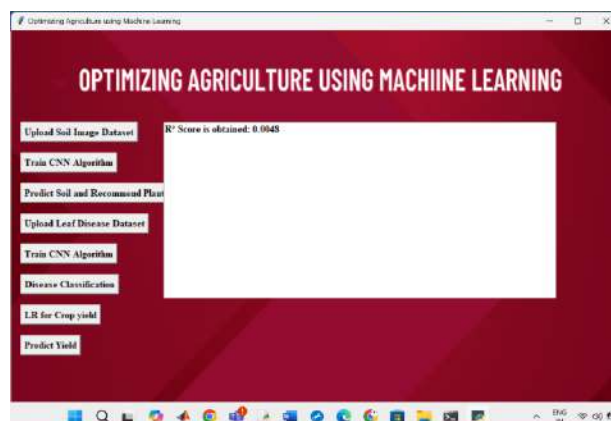 Optimizing Agriculture using Machine Learning
OPTIMIZING AGRICULTURE USING MACHIINE LEARNING
Upload Soil Image Dataset
R² Score is obtained: 0.0048
Train CNN Algorithm
Predict Soil and Recommend Plant
Upload Leaf Disease Dataset
Train CNN Algorithm
Disease Classification
LR for Crop yield
Predict Yield
ENG